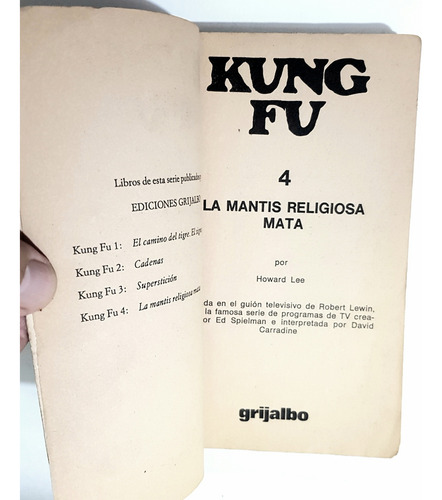 Libros de esta serie publicados
EDICIONES GRIJALBO
Kung Fu 1: El camino del tigre. El
Kung Fu 2: Cadenas
Kung Fu 3: Superstición
Kung Fu 4: La mantis religiosa mata
KUNG
FU
4
LA MANTIS RELIGIOSA
MATA
por
Howard Lee
da en el guión televisivo de Robert Lewin,
la famosa serie de programas de TV crea-
or Ed Spielman e interpretada por David
Carradine
grijalbo